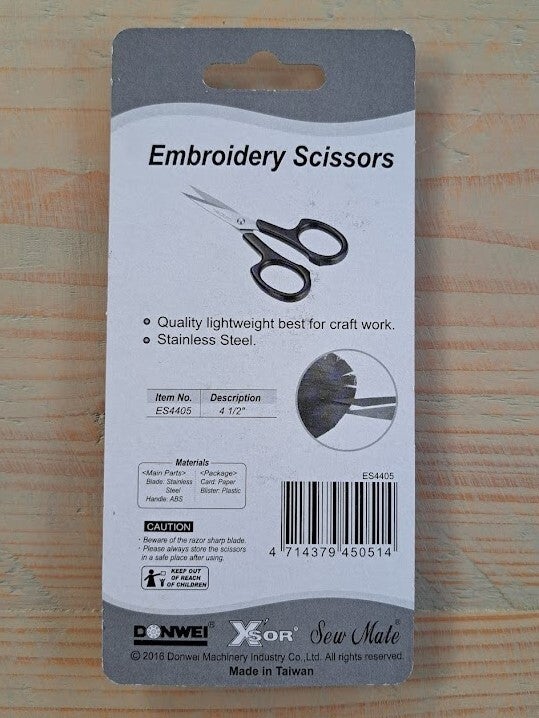 Embroidery Scissors
Quality lightweight best for craft work.
Stainless Steel.
Item No. Description
ES4405 4 1/2"
Materials
<Main Parts> <Package>
Blade: Stainless Card: Paper
Steel Blister: Plastic
Handle: ABS
ES4405
4 714379 450514
CAUTION
· Beware of the razor sharp blade.
· Please always store the scissors
in a safe place after using.
KEEP OUT
OF REACH
OF CHILDREN
DONWEI® XSOR® Sew Mate®
© 2016 Donwei Machinery Industry Co.,Ltd. All rights reserved.
Made in Taiwan